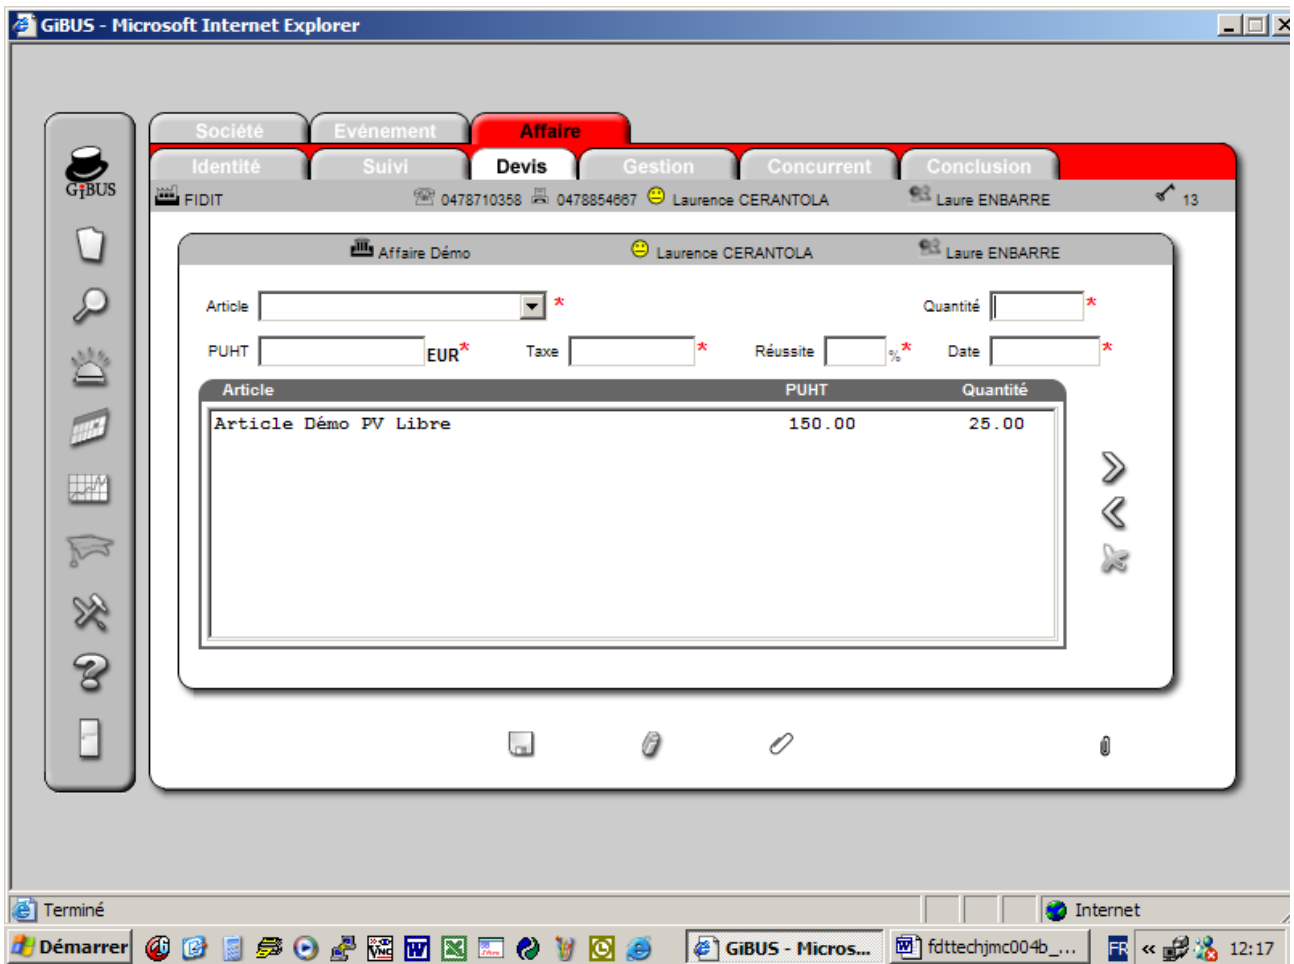 GiBUS - Microsoft Internet Explorer
Société Evénement Affaire
Identité Suivi Devis Gestion Concurrent Conclusion
GiBUS
FIDIT 0478710358 0478854667 Laurence CERANTOLA Laure ENBARRE 13
Affaire Démo Laurence CERANTOLA Laure ENBARRE
Article * Quantité *
PUHT EUR* Taxe * Réussite %* Date *
Article PUHT Quantité
Article Démo PV Libre 150.00 25.00
Terminé Internet
Démarrer GiBUS - Micros... fdttechjmc004b_... FR « 12:17